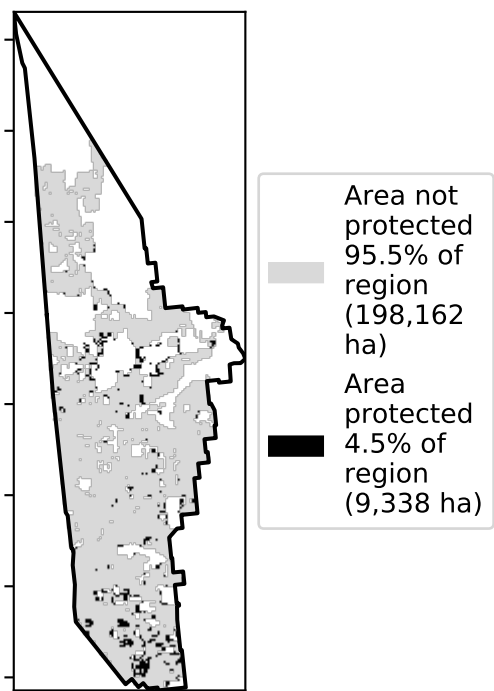 Area not
protected
95.5% of
region
(198,162
ha)
Area
protected
4.5% of
region
(9,338 ha)